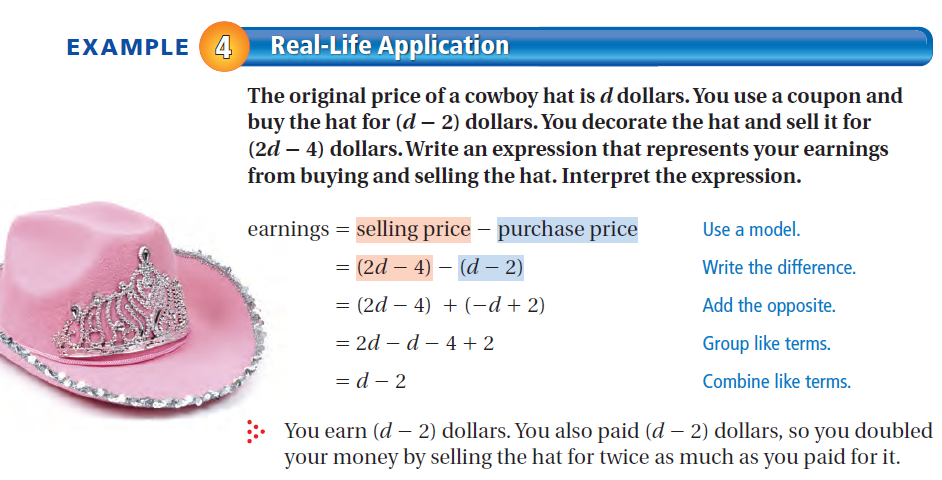 EXAMPLE 4 Real-Life Application
The original price of a cowboy hat is d dollars. You use a coupon and
buy the hat for (d – 2) dollars. You decorate the hat and sell it for
(2d – 4) dollars. Write an expression that represents your earnings
from buying and selling the hat. Interpret the expression.
earnings = selling price – purchase price Use a model.
= (2d – 4) – (d – 2) Write the difference.
= (2d – 4) + (–d + 2) Add the opposite.
= 2d – d – 4 + 2 Group like terms.
= d – 2 Combine like terms.
You earn (d – 2) dollars. You also paid (d – 2) dollars, so you doubled
your money by selling the hat for twice as much as you paid for it.